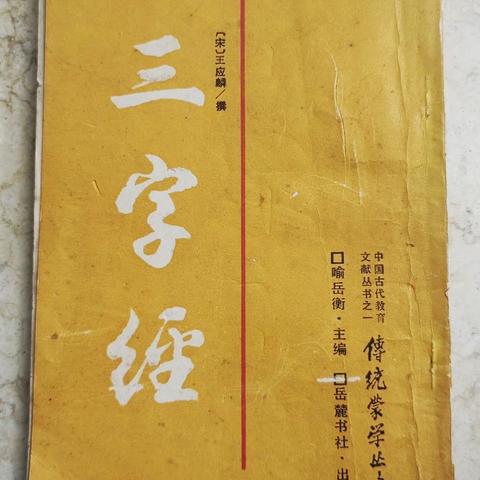 三字经
〔宋〕王应麟／撰
中国古代教育
文献丛书之一
傳统蒙学丛
□喻岳衡·主编 □岳麓书社·出